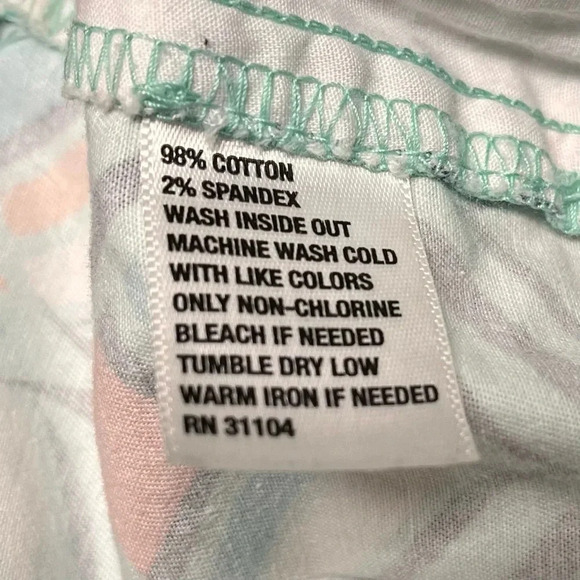 98% COTTON
2% SPANDEX
WASH INSIDE OUT
MACHINE WASH COLD
WITH LIKE COLORS
ONLY NON-CHLORINE
BLEACH IF NEEDED
TUMBLE DRY LOW
WARM IRON IF NEEDED
RN 31104